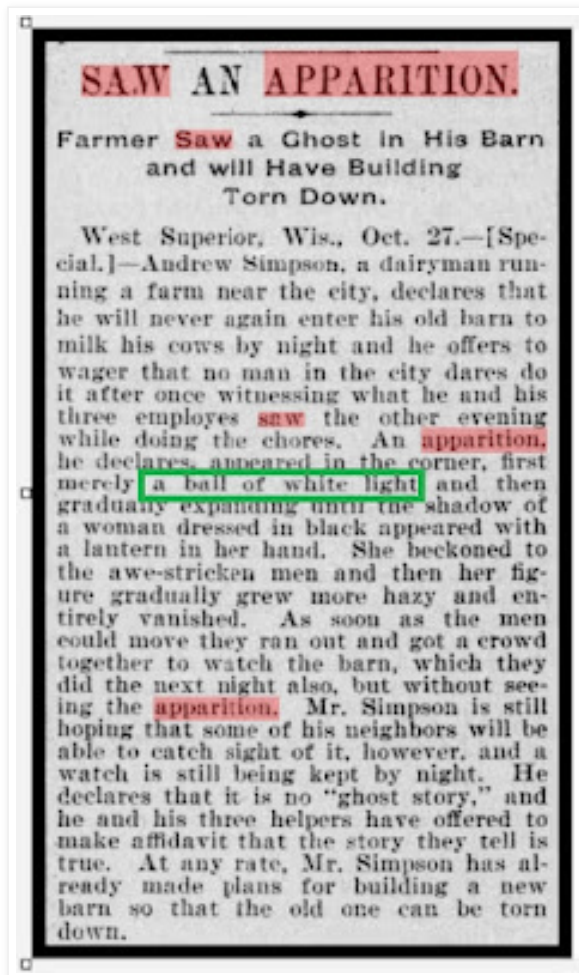 SAW AN APPARITION.
Farmer Saw a Ghost in His Barn
and will Have Building
Torn Down.
West Superior, Wis., Oct. 27.—[Spe-
cial.]—Andrew Simpson, a dairyman run-
ning a farm near the city, declares that
he will never again enter his old barn to
milk his cows by night and he offers to
wager that no man in the city dares do
it after once witnessing what he and his
three employes saw the other evening
while doing the chores. An apparition,
he declares, appeared in the corner, first
merely a ball of white light and then
gradually expanding until the shadow of
a woman dressed in black appeared with
a lantern in her hand. She beckoned to
the awe-stricken men and then her fig-
ure gradually grew more hazy and en-
tirely vanished. As soon as the men
could move they ran out and got a crowd
together to watch the barn, which they
did the next night also, but without see-
ing the apparition. Mr. Simpson is still
hoping that some of his neighbors will be
able to catch sight of it, however, and a
watch is still being kept by night. He
declares that it is no "ghost story," and
he and his three helpers have offered to
make affidavit that the story they tell is
true. At any rate, Mr. Simpson has al-
ready made plans for building a new
barn so that the old one can be torn
down.